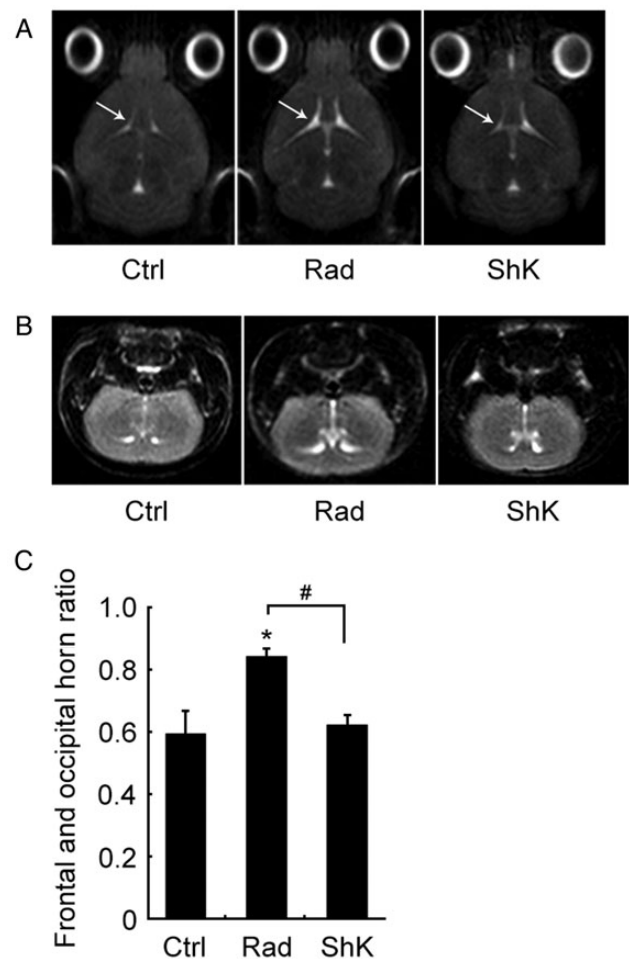 A
Ctrl Rad ShK
B
Ctrl Rad ShK
C
Frontal and occipital horn ratio
1.0
0.8
0.6
0.4
0.2
0
*
#
Ctrl Rad ShK